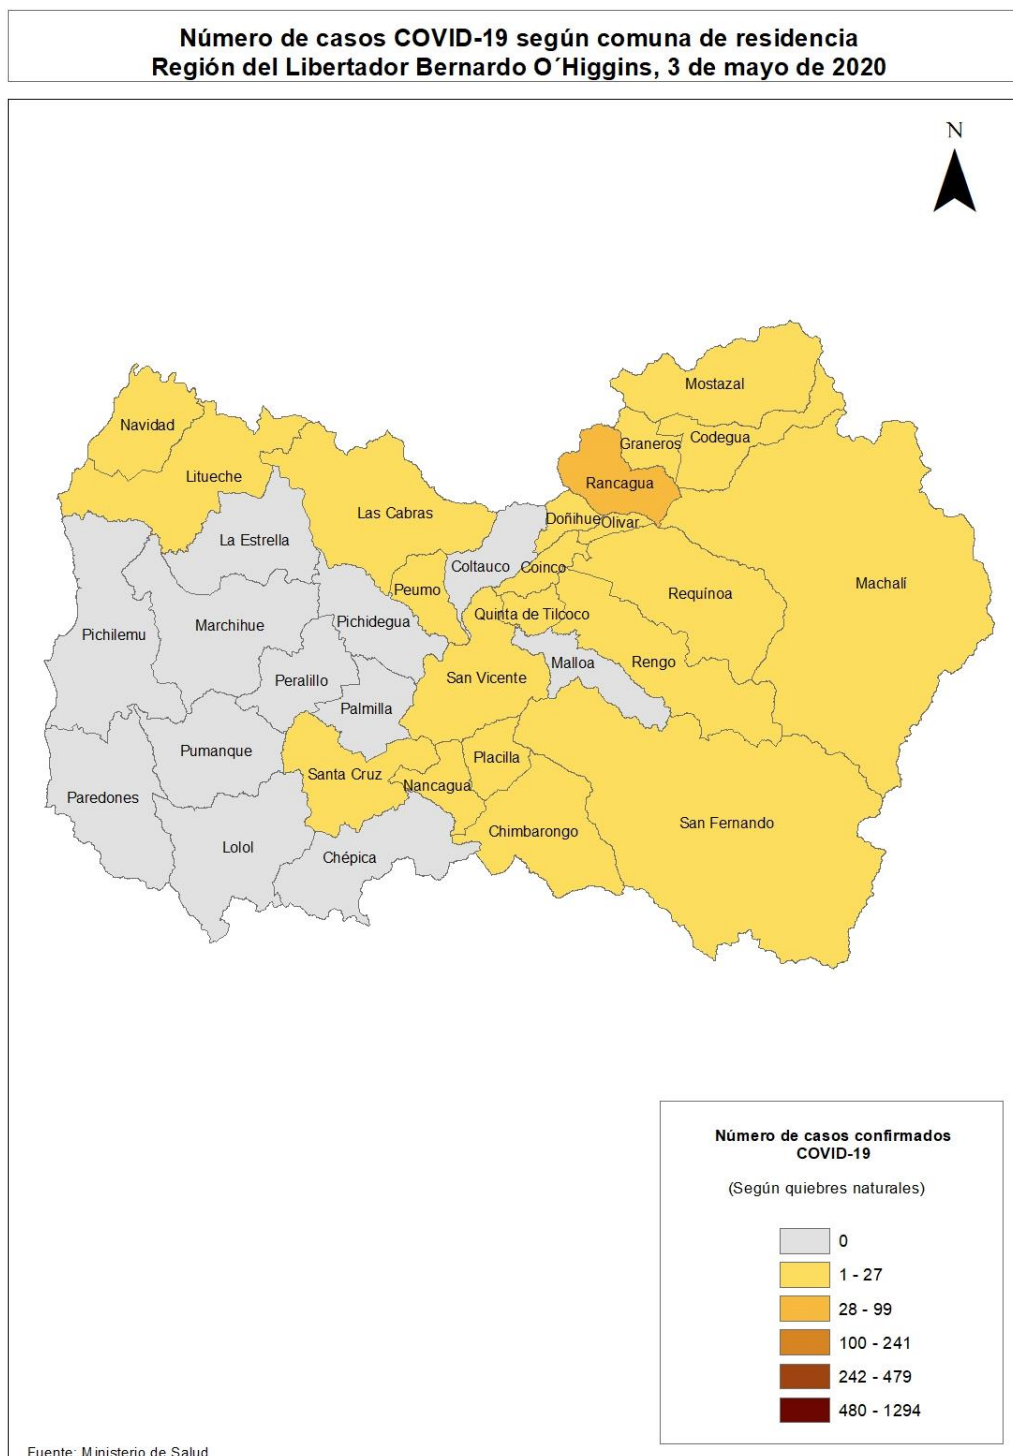 Número de casos COVID-19 según comuna de residencia
Región del Libertador Bernardo O´Higgins, 3 de mayo de 2020
N
Mostazal
Navidad
Graneros
Codegua
Litueche
Rancagua
Las Cabras
Doñihue
Olivar
La Estrella
Coltauco
Coinco
Machalí
Peumo
Requínoa
Quinta de Tilcoco
Pichidegua
Marchihue
Pichilemu
Malloa
Rengo
San Vicente
Peralillo
Palmilla
Pumanque
Placilla
Santa Cruz
Nancagua
Paredones
San Fernando
Chimbarongo
Lolol
Chépica
Número de casos confirmados
COVID-19
(Según quiebres naturales)
0
1 - 27
28 - 99
100 - 241
242 - 479
480 - 1294
Fuente: Ministerio de Salud